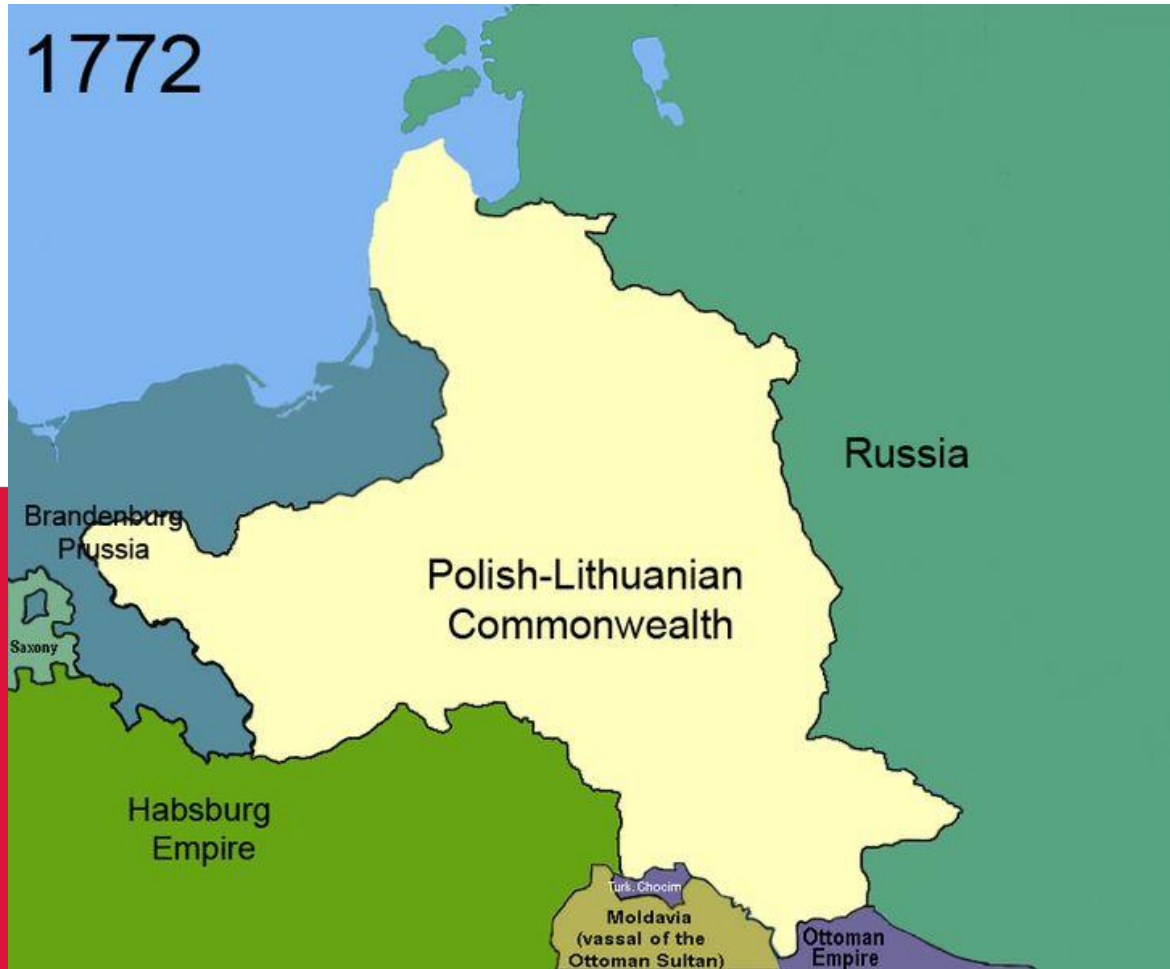 1772
Russia
Brandenburg
Prussia
Polish-Lithuanian
Commonwealth
Saxony
Habsburg
Empire
Turk. Chocim
Moldavia
(vassal of the
Ottoman Sultan)
Ottoman
Empire